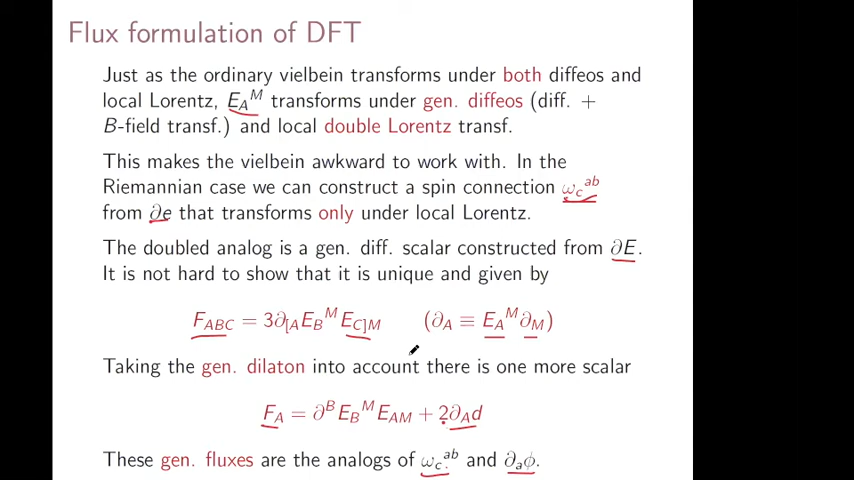 Flux formulation of DFT
Just as the ordinary vielbein transforms under both diffeos and
local Lorentz, E_A^M transforms under gen. diffeos (diff. +
B-field transf.) and local double Lorentz transf.
This makes the vielbein awkward to work with. In the
Riemannian case we can construct a spin connection ω_c^{ab}
from ∂e that transforms only under local Lorentz.
The doubled analog is a gen. diff. scalar constructed from ∂E.
It is not hard to show that it is unique and given by
F_{ABC} = 3∂_{[A}E_B^M E_{C]M} (∂_A ≡ E_A^M ∂_M)
Taking the gen. dilaton into account there is one more scalar
F_A = ∂^B E_B^M E_{AM} + 2∂_A d
These gen. fluxes are the analogs of ω_c^{ab} and ∂_a ϕ.